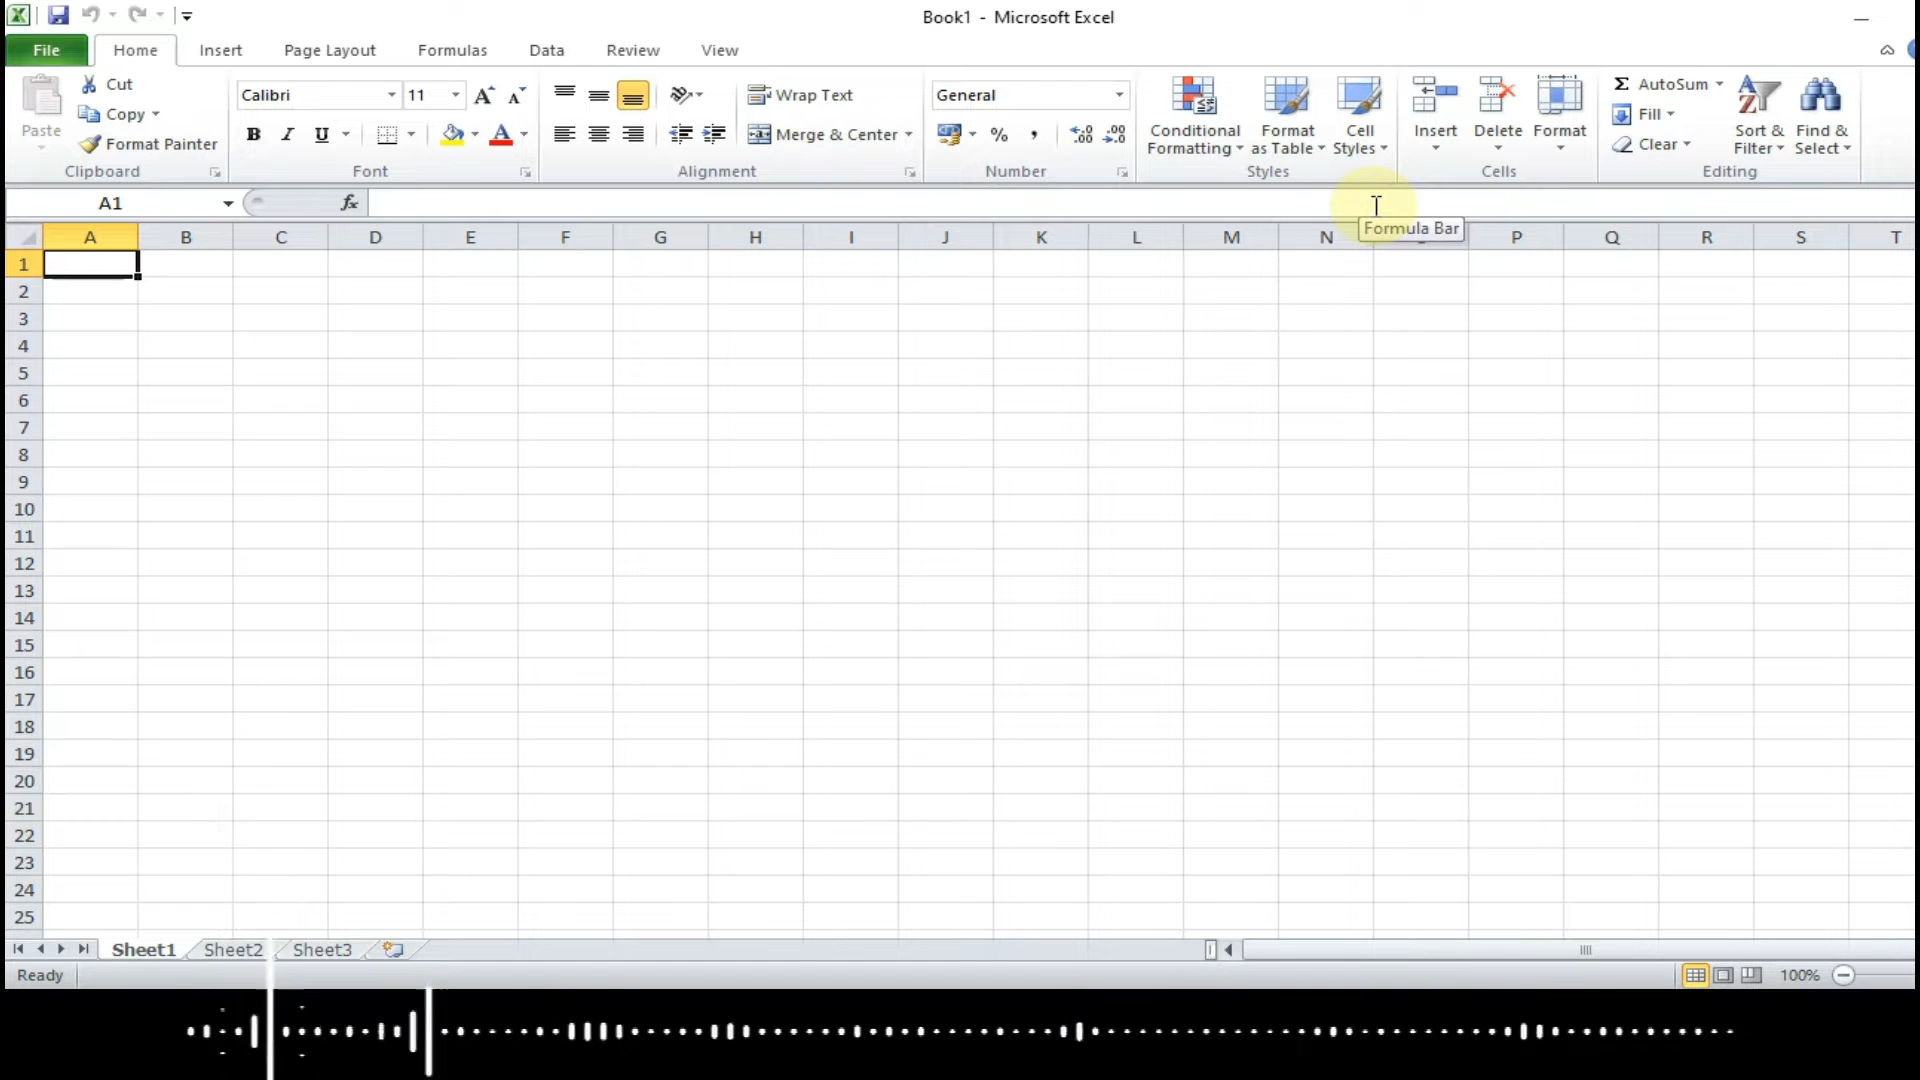 Book1 - Microsoft Excel
File Home Insert Page Layout Formulas Data Review View
Paste
Cut
Copy
Format Painter
Clipboard
Calibri 11
B I U A
Font
Wrap Text
Merge & Center
Alignment
General
% ,
Number
Conditional Formatting
Format as Table
Cell Styles
Styles
Insert
Delete
Format
Cells
Σ AutoSum
Fill
Clear
Sort & Filter
Find & Select
Editing
A1 fx
Formula Bar
A B C D E F G H I J K L M N P Q R S T
1
2
3
4
5
6
7
8
9
10
11
12
13
14
15
16
17
18
19
20
21
22
23
24
25
Sheet1 Sheet2 Sheet3
Ready 100%